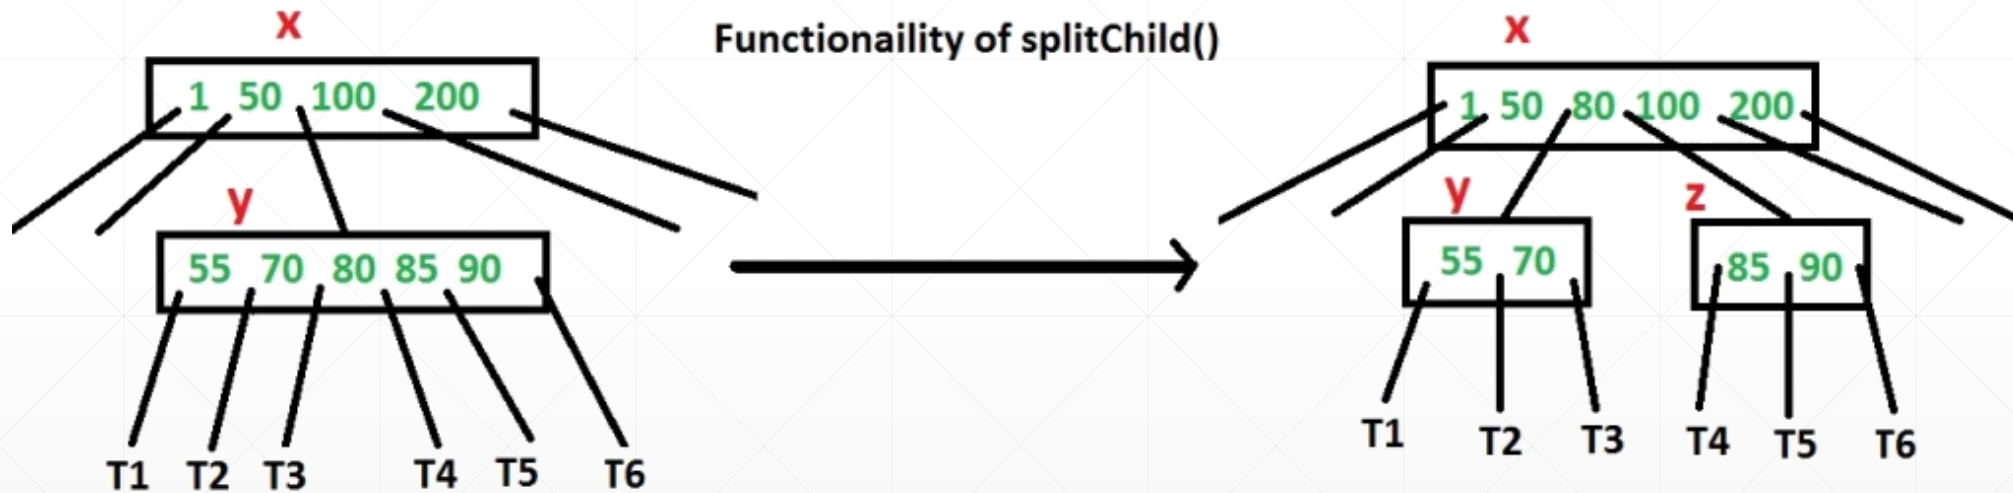 Functionaility of splitChild()
x
1 50 100 200
y
55 70 80 85 90
T1 T2 T3 T4 T5 T6
x
1 50 80 100 200
y
z
55 70
85 90
T1 T2 T3 T4 T5 T6